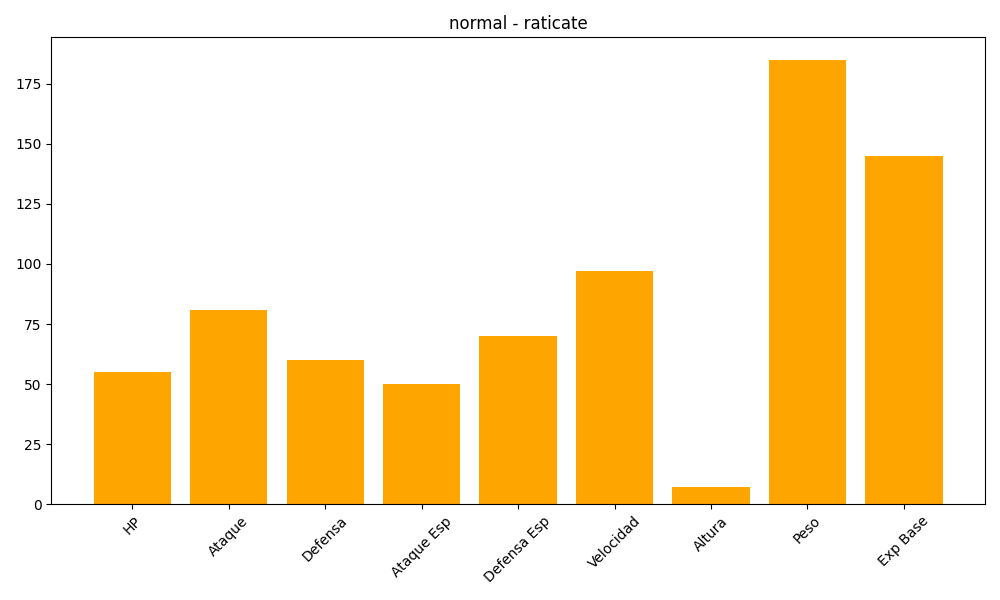 normal - raticate
175
150
125
100
75
50
25
0
HP
Ataque
Defensa
Ataque Esp
Defensa Esp
Velocidad
Altura
Peso
Exp Base